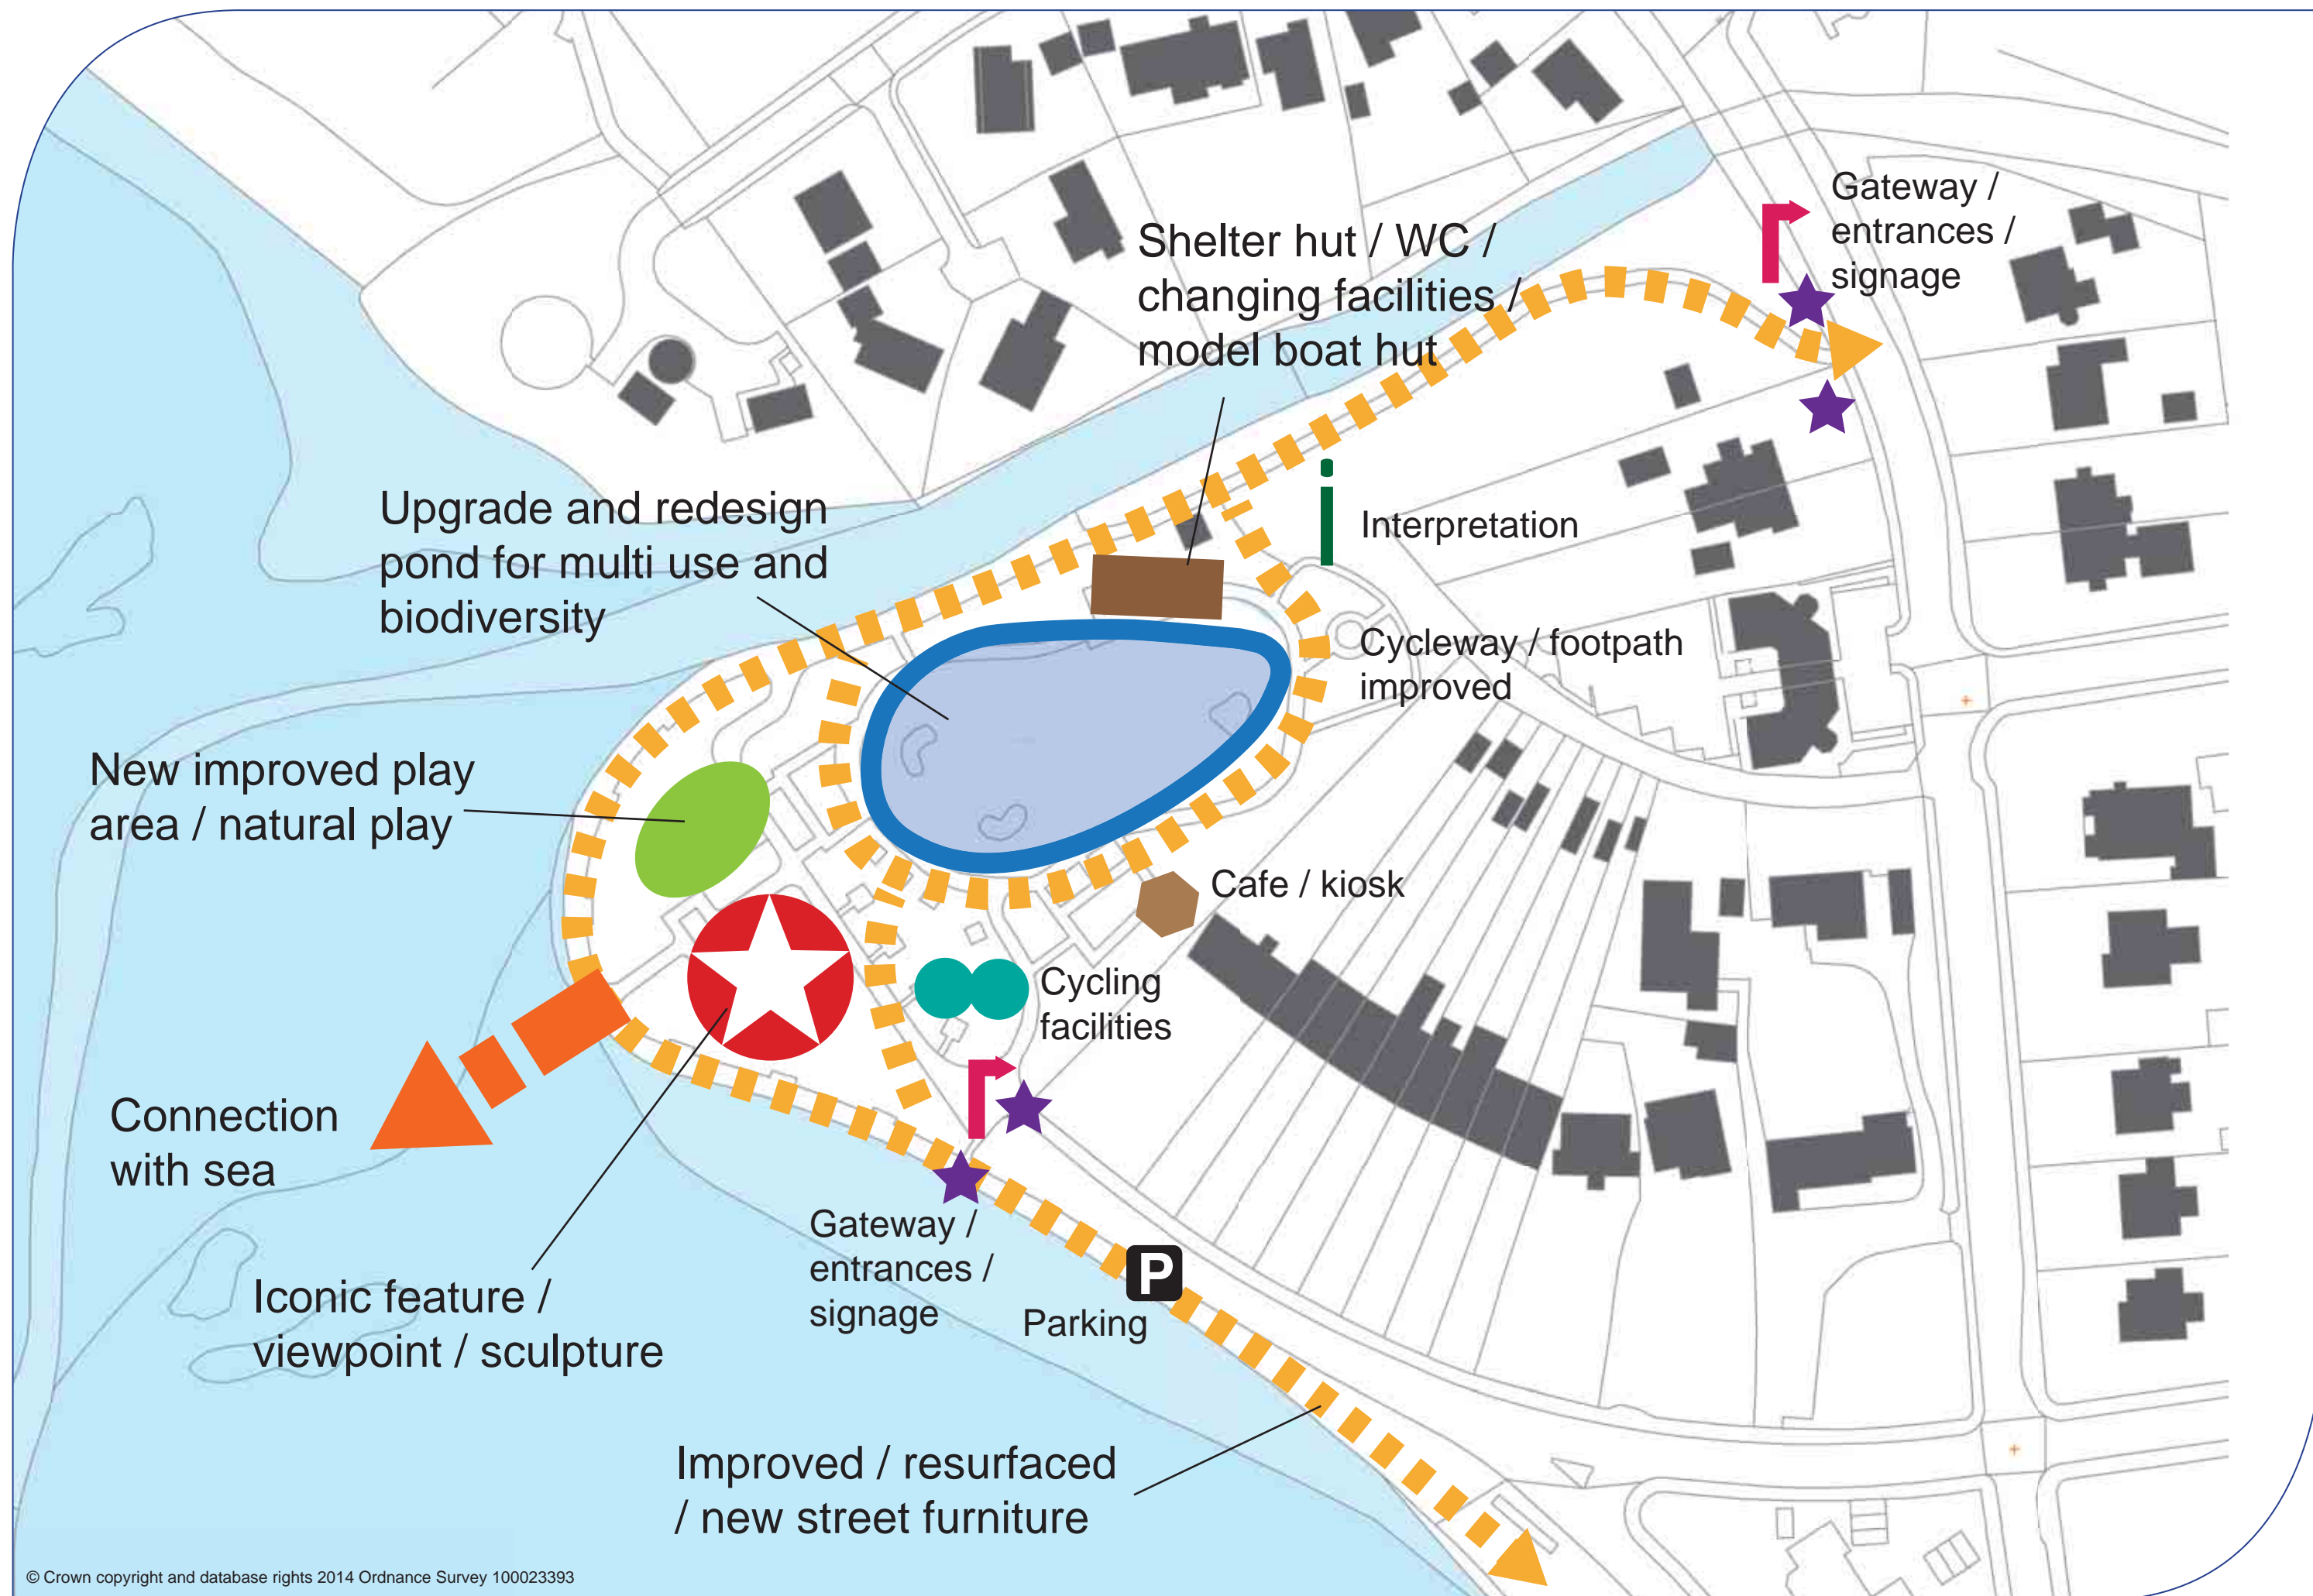 Gateway /
entrances /
signage
Shelter hut / WC /
changing facilities /
model boat hut
Upgrade and redesign
pond for multi use and
biodiversity
i
Interpretation
Cycleway / footpath
improved
New improved play
area / natural play
Cafe / kiosk
Cycling
facilities
Connection
with sea
Gateway /
entrances /
signage
P
Parking
Iconic feature /
viewpoint / sculpture
Improved / resurfaced
/ new street furniture
© Crown copyright and database rights 2014 Ordnance Survey 100023393